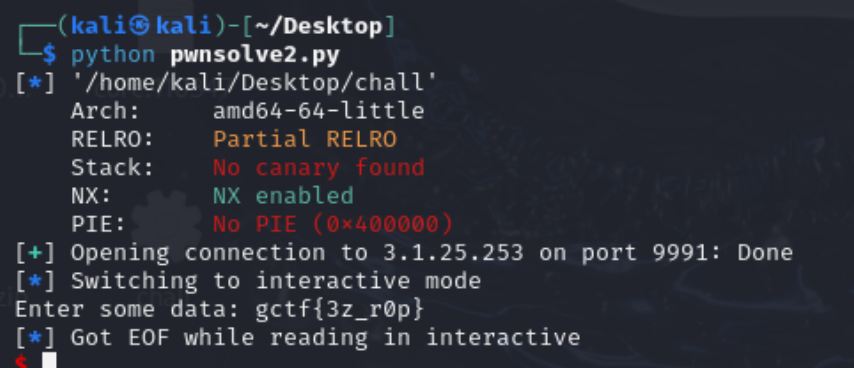 ┌──(kali㉿kali)-[~/Desktop]
└─$ python pwnsolve2.py
[*] '/home/kali/Desktop/chall'
    Arch:     amd64-64-little
    RELRO:    Partial RELRO
    Stack:    No canary found
    NX:       NX enabled
    PIE:      No PIE (0×400000)
[+] Opening connection to 3.1.25.253 on port 9991: Done
[*] Switching to interactive mode
Enter some data: gctf{3z_r0p}
[*] Got EOF while reading in interactive
$